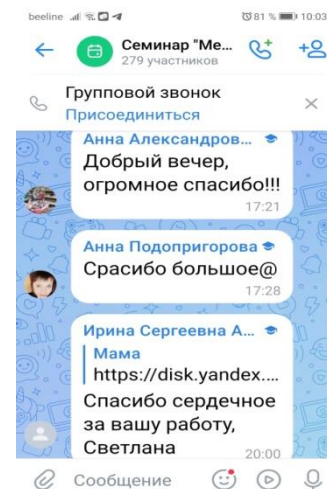 beeline 81 % 10:03
Семинар "Ме...
279 участников
Групповой звонок
Присоединиться
Анна Александров...
Добрый вечер,
огромное спасибо!!!
17:21
Анна Подопригорова
Срасибо большое@
17:28
Ирина Сергеевна А...
Мама
https://disk.yandex....
Спасибо сердечное
за вашу работу,
Светлана
20:00
Сообщение